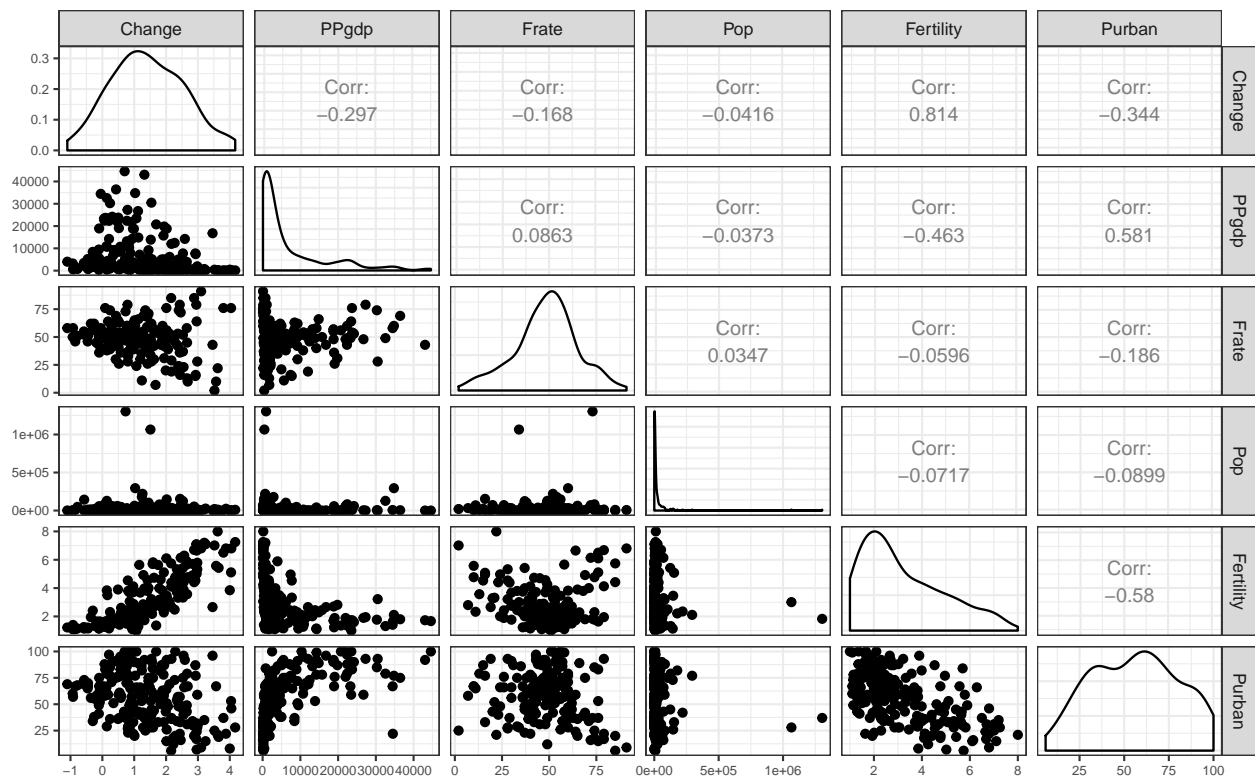 Change PPgdp Frate Pop Fertility Purban
0.3
0.2
0.1
0.0
Corr:
−0.297
Corr:
−0.168
Corr:
−0.0416
Corr:
0.814
Corr:
−0.344
Change
40000
30000
20000
10000
0
Corr:
0.0863
Corr:
−0.0373
Corr:
−0.463
Corr:
0.581
PPgdp
75
50
25
0
Corr:
0.0347
Corr:
−0.0596
Corr:
−0.186
Frate
1e+06
5e+05
0e+00
Corr:
−0.0717
Corr:
−0.0899
Pop
8
6
4
2
Corr:
−0.58
Fertility
100
75
50
25
Purban
−1 0 1 2 3 4 0 10000 20000 30000 40000 0 25 50 75 0e+00 5e+05 1e+06 2 4 6 8 25 50 75 100